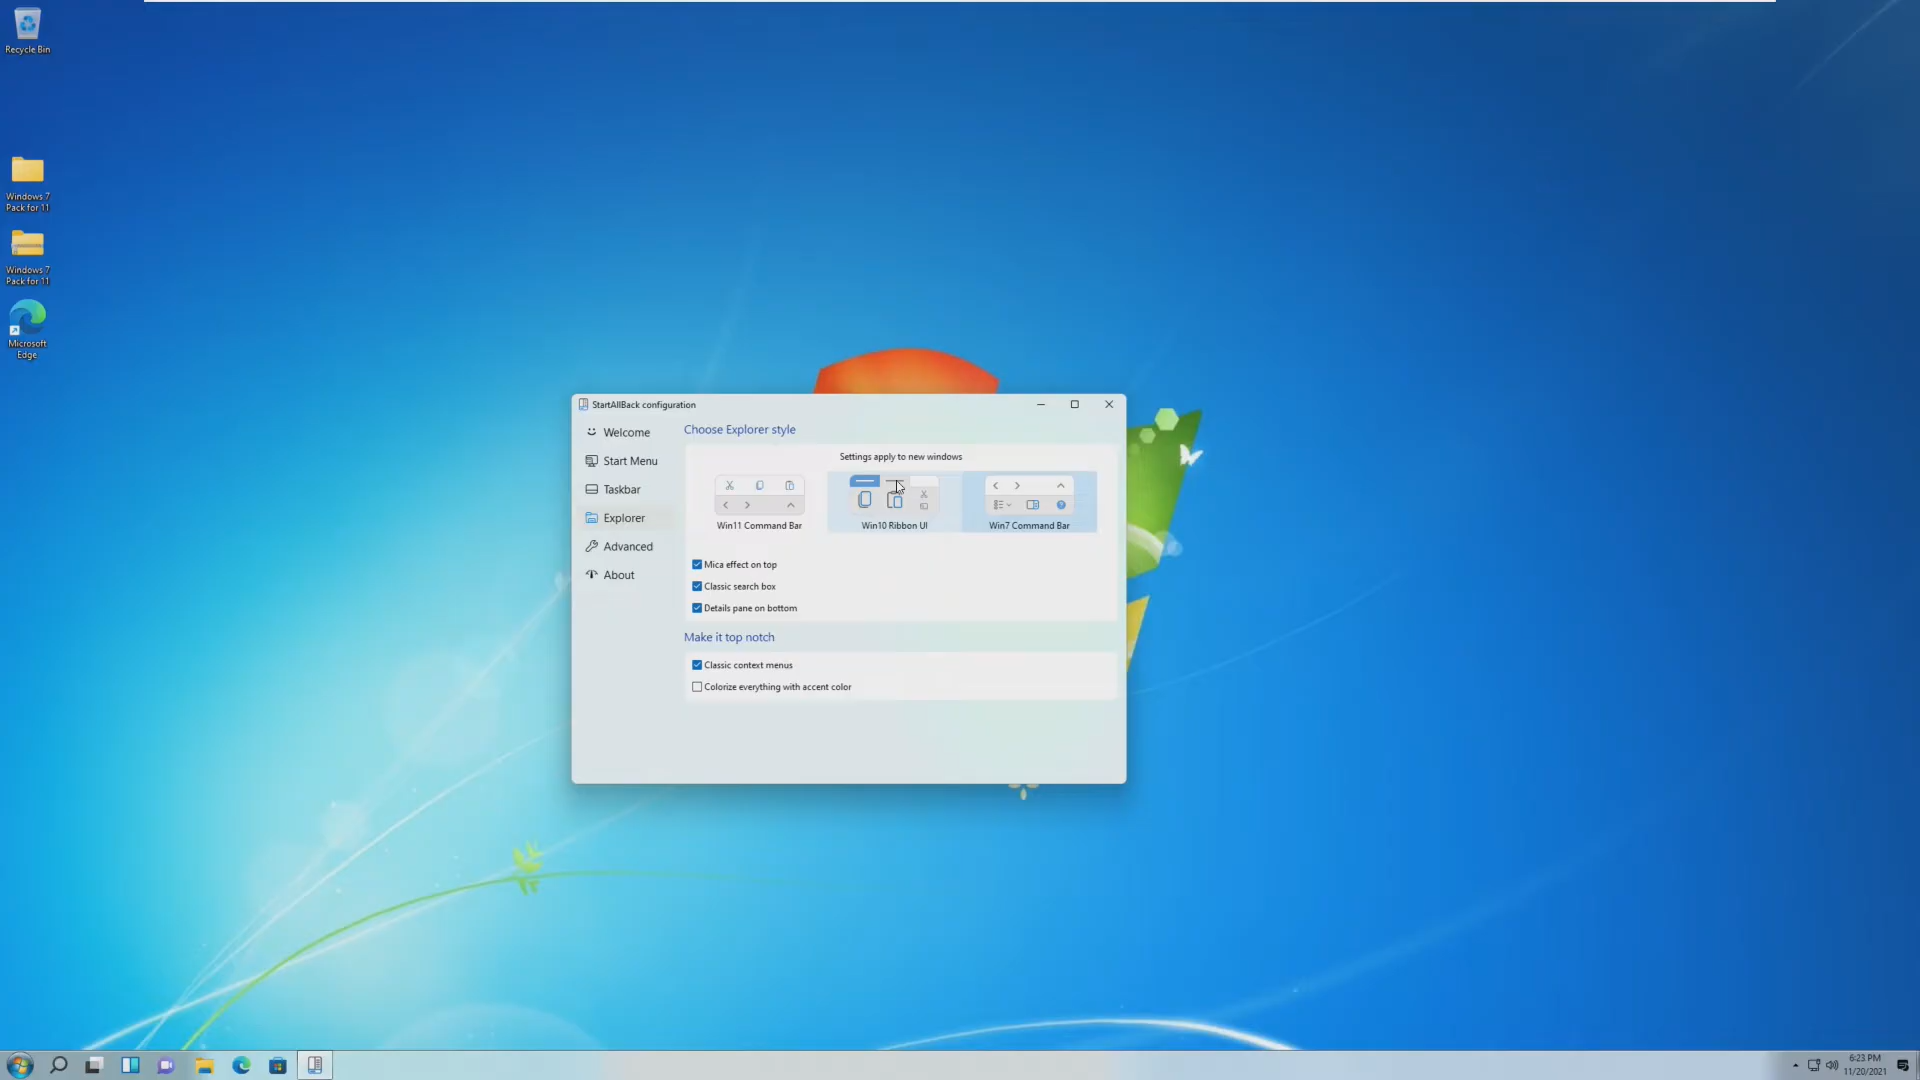 Recycle Bin
Windows 7
Pack for 11
Windows 7
Pack for 11
Microsoft
Edge
StartAllBack configuration
Welcome
Start Menu
Taskbar
Explorer
Advanced
About
Choose Explorer style
Settings apply to new windows
Win11 Command Bar
Win10 Ribbon UI
Win7 Command Bar
Mica effect on top
Classic search box
Details pane on bottom
Make it top notch
Classic context menus
Colorize everything with accent color
6:23 PM
11/20/2021